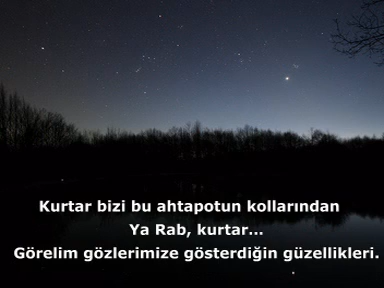 Kurtar bizi bu ahtapotun kollarından
Ya Rab, kurtar...
Görelim gözlerimize gösterdiğin güzellikleri.